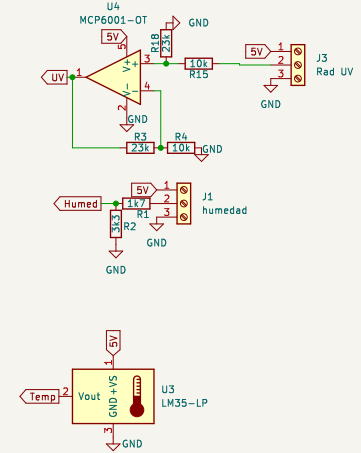 U4
MCP6001-OT
5V
R18
23k
GND
UV
1
5
V+
+
3
10k
R15
5V
1
2
3
J3
Rad UV
GND
V-
-
4
2
GND
R3
23k
R4
10k
GND
Humed
5V
1
2
3
1k7
R1
J1
humedad
3k3
R2
GND
GND
5V
1
Temp
2
Vout
GND
+VS
U3
LM35-LP
3
GND